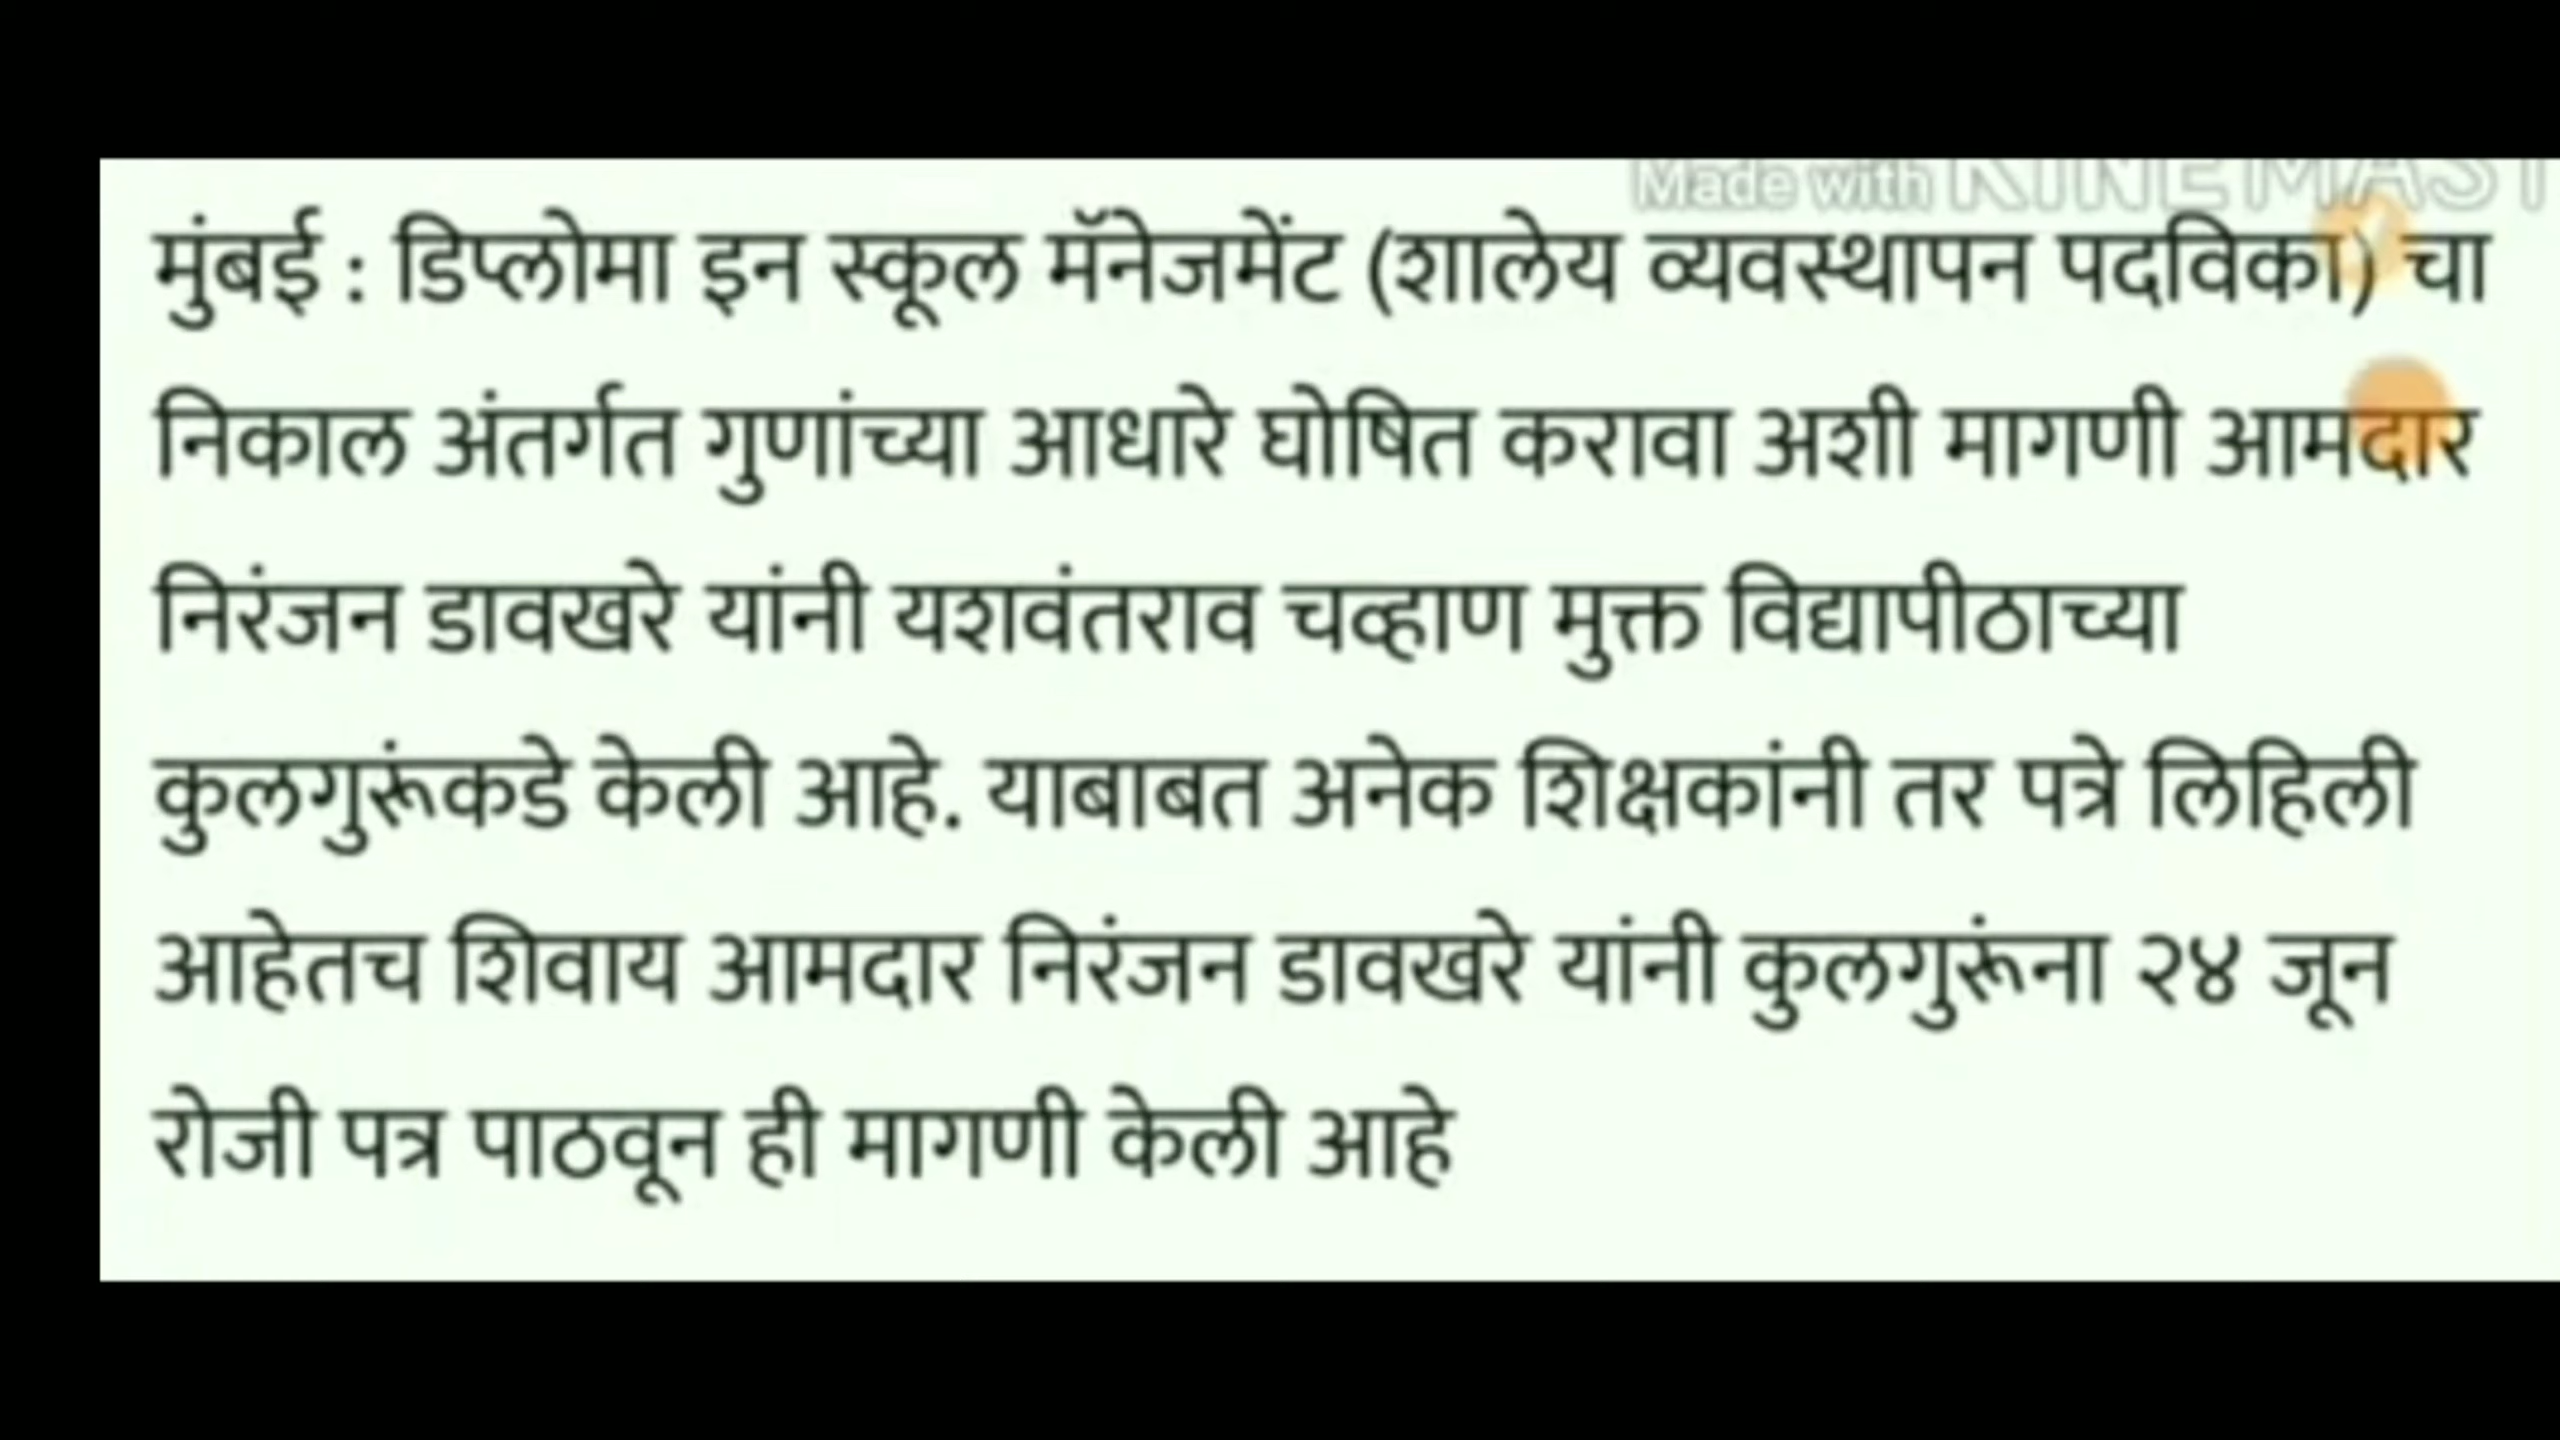 Made with KINEMAST
मुंबई : डिप्लोमा इन स्कूल मॅनेजमेंट (शालेय व्यवस्थापन पदविका) चा
निकाल अंतर्गत गुणांच्या आधारे घोषित करावा अशी मागणी आमदार
निरंजन डावखरे यांनी यशवंतराव चव्हाण मुक्त विद्यापीठाच्या
कुलगुरूंकडे केली आहे. याबाबत अनेक शिक्षकांनी तर पत्रे लिहिली
आहेतच शिवाय आमदार निरंजन डावखरे यांनी कुलगुरूंना २४ जून
रोजी पत्र पाठवून ही मागणी केली आहे